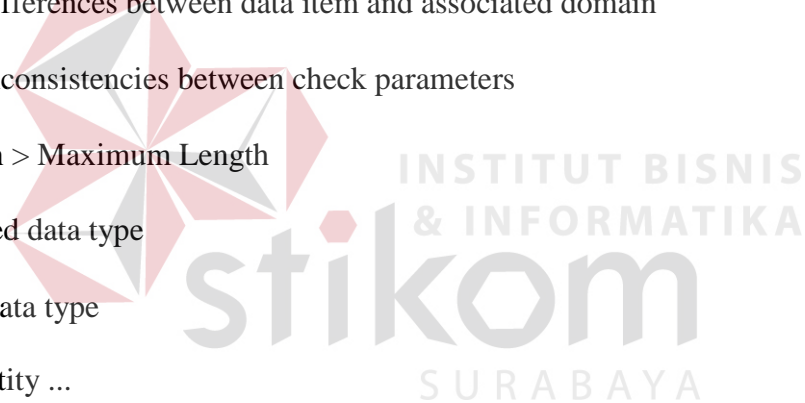 fferences between data item and associated domain
consistencies between check parameters
> Maximum Length
INSTITUT BISNIS
ed data type
& INFORMATIKA
stikom
ata type
tity ...
SURABAYA